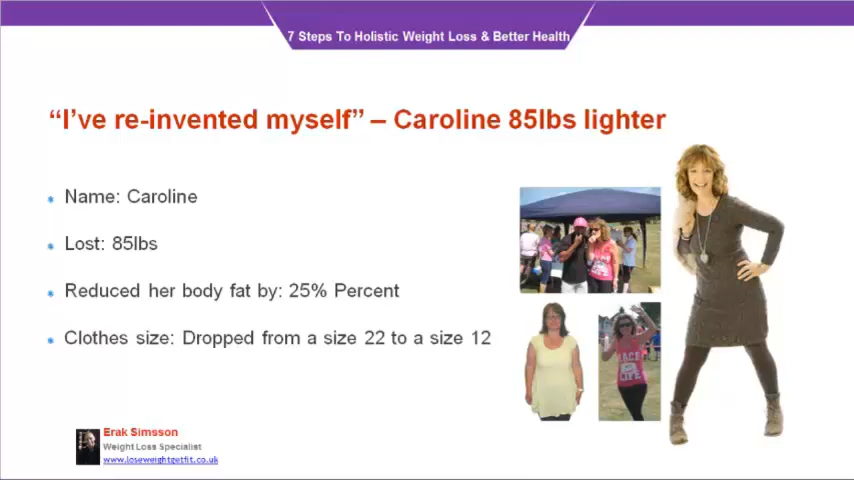 7 Steps To Holistic Weight Loss & Better Health
“I’ve re-invented myself” – Caroline 85lbs lighter
Name: Caroline
Lost: 85lbs
Reduced her body fat by: 25% Percent
Clothes size: Dropped from a size 22 to a size 12
RACE
LIFE
Erak Simsson
Weight Loss Specialist
www.loseweightgetfit.co.uk